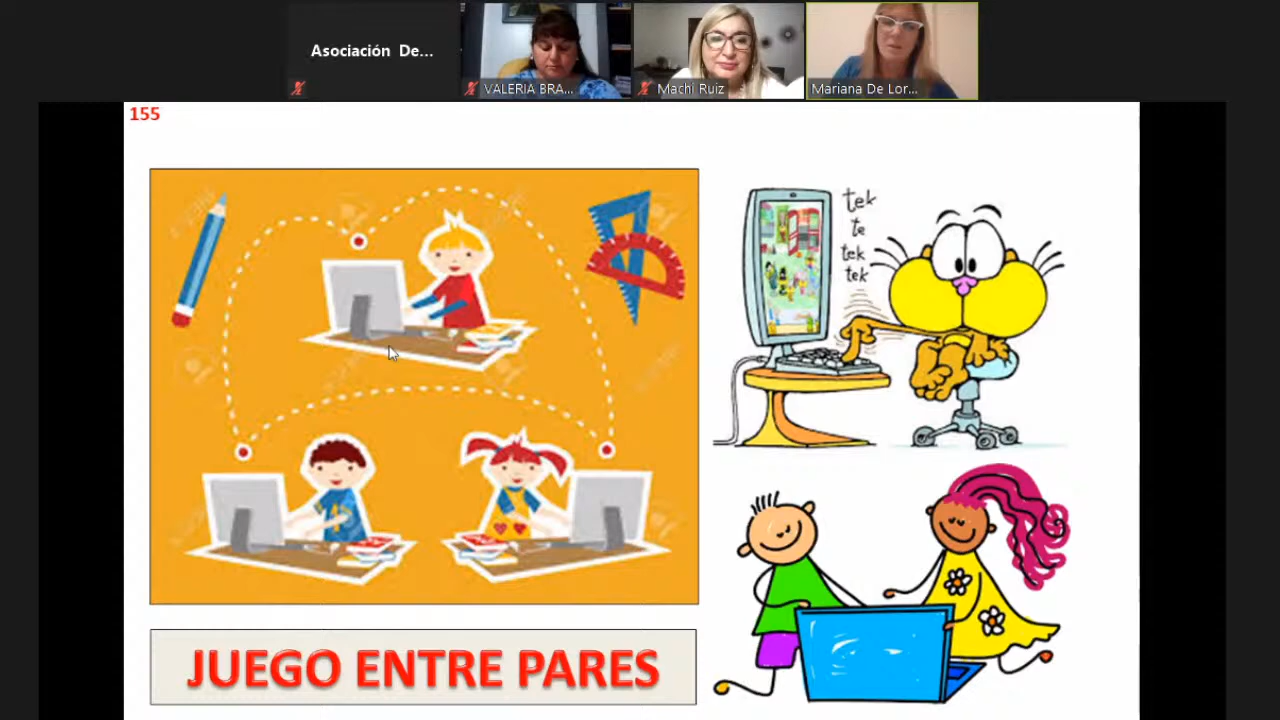 Asociación De...
VALERIA BRA...
Machi Ruiz
Mariana De Lor...
155
tek
te
tek
tek
JUEGO ENTRE PARES